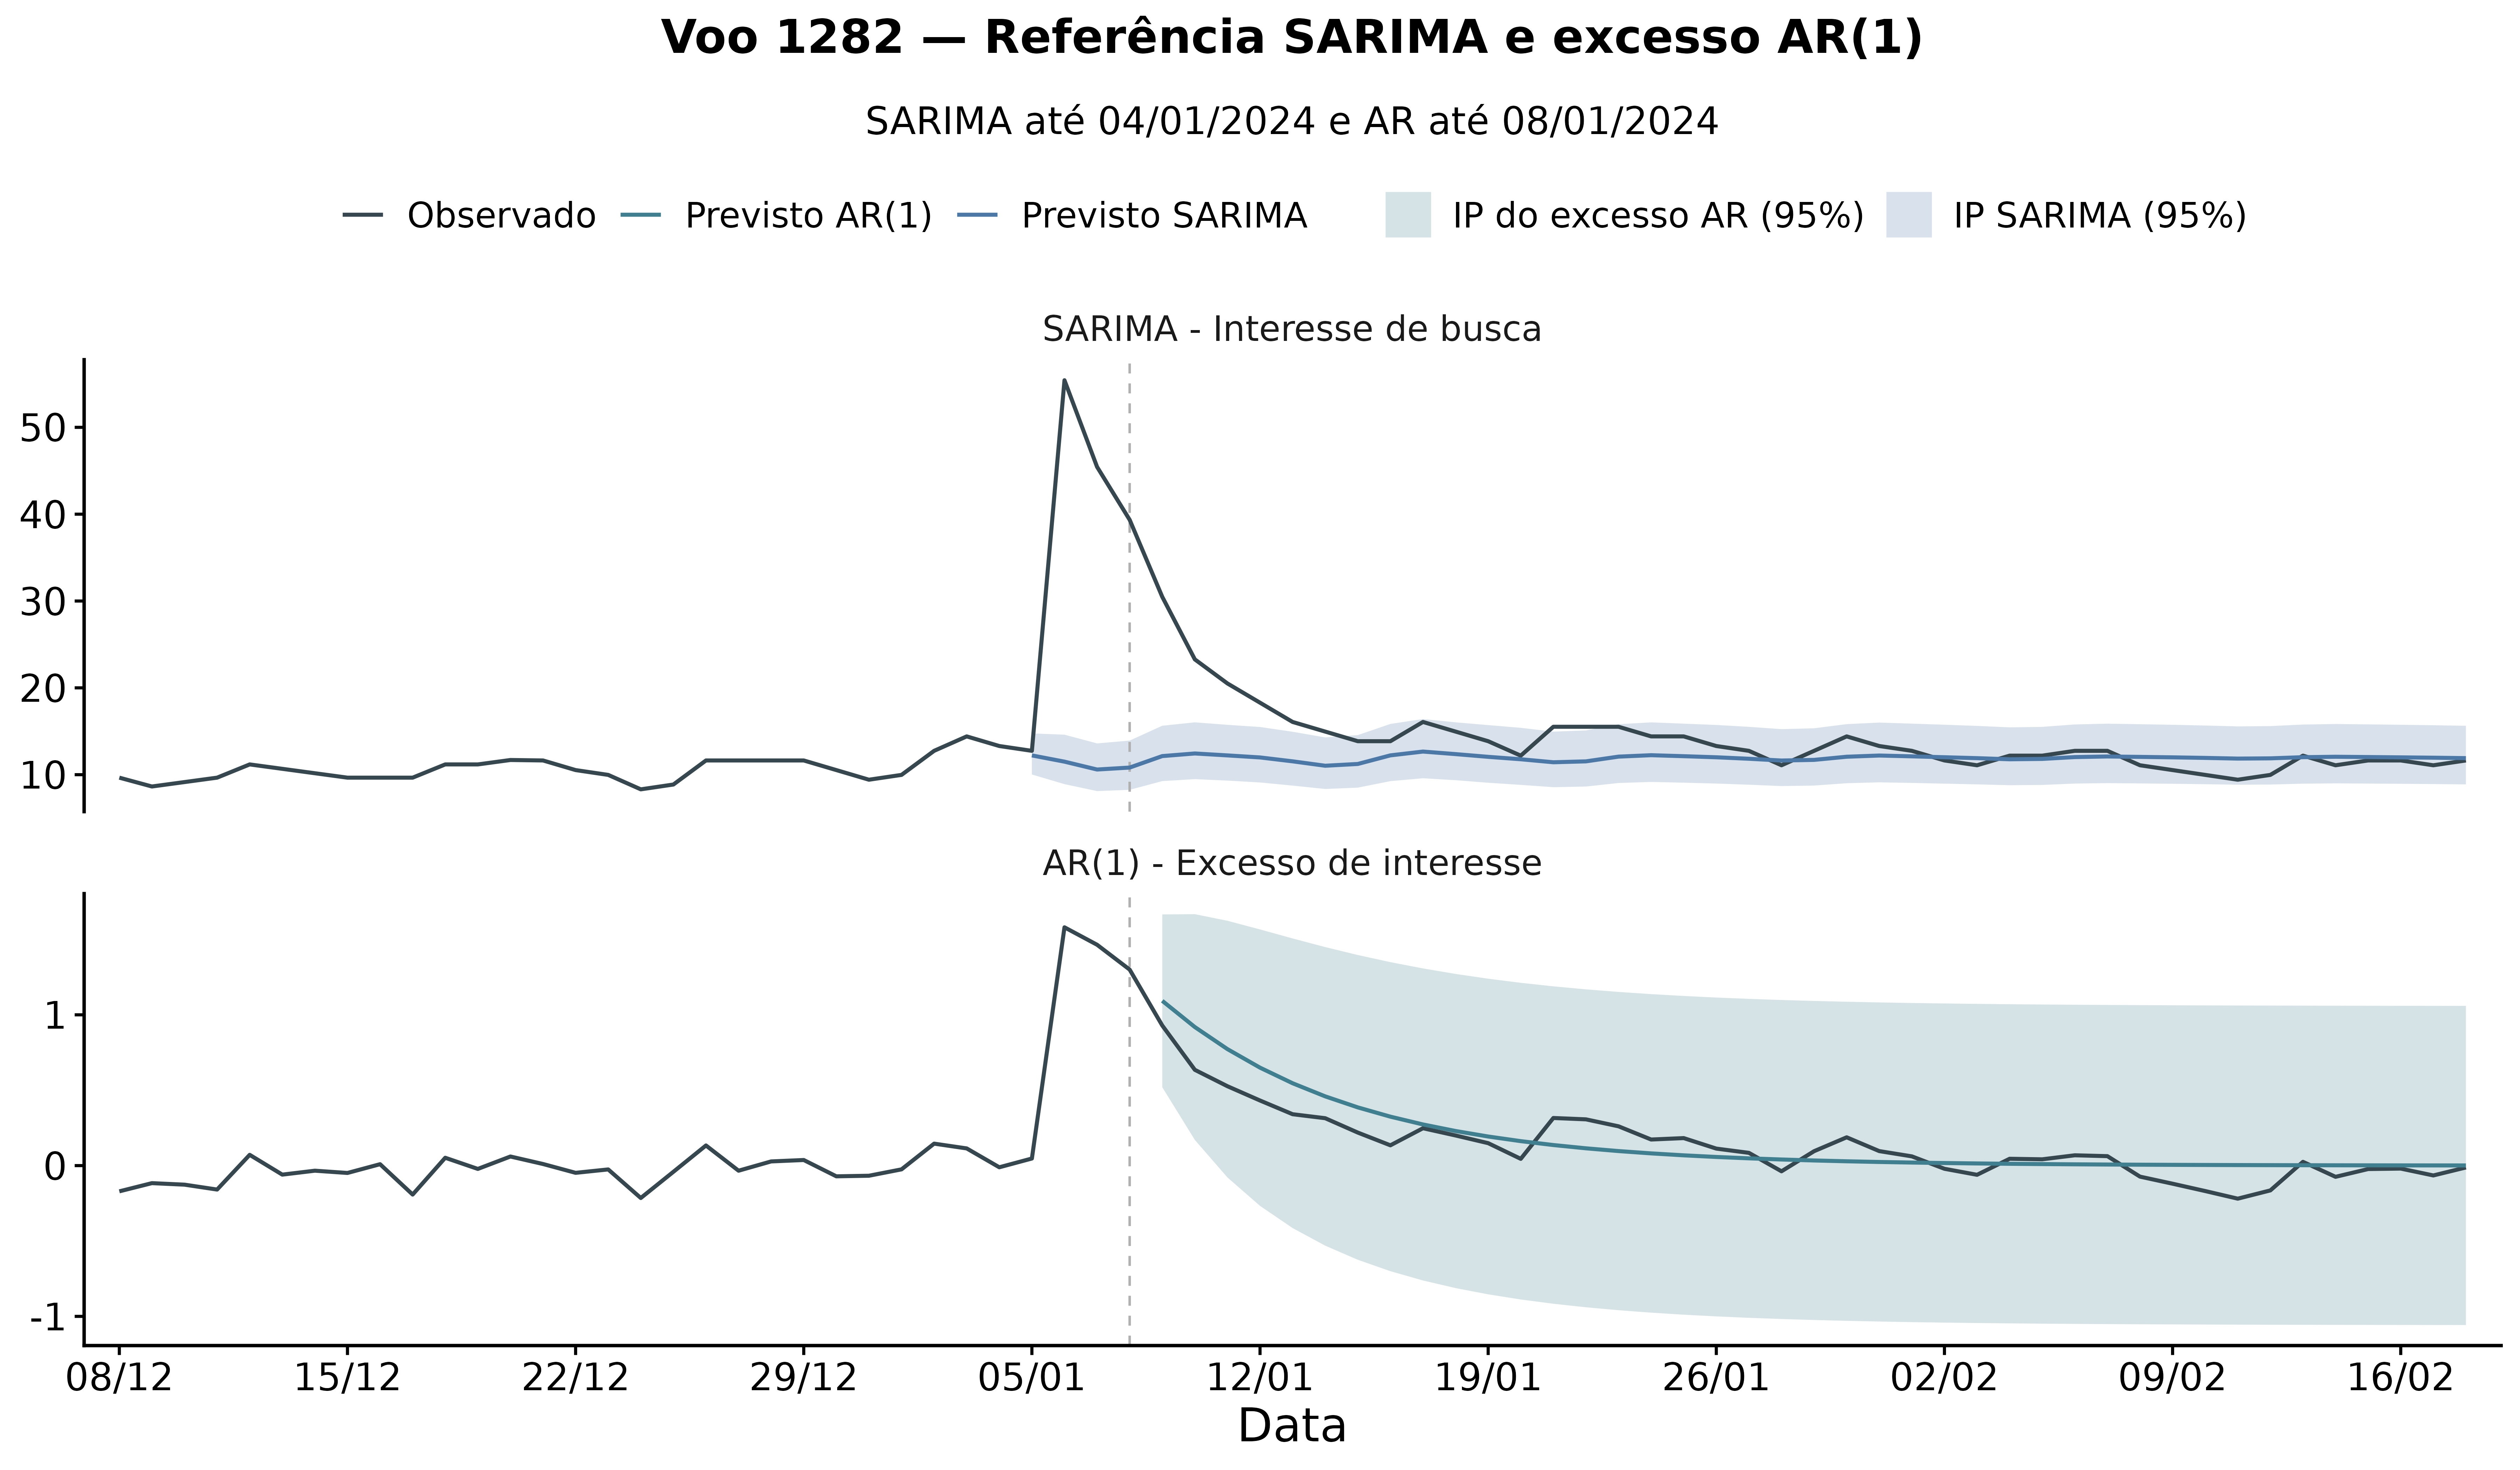 Voo 1282 — Referência SARIMA e excesso AR(1)
SARIMA até 04/01/2024 e AR até 08/01/2024
Observado Previsto AR(1) Previsto SARIMA IP do excesso AR (95%) IP SARIMA (95%)
SARIMA - Interesse de busca
50
40
30
20
10
AR(1) - Excesso de interesse
1
0
-1
08/12 15/12 22/12 29/12 05/01 12/01 19/01 26/01 02/02 09/02 16/02
Data